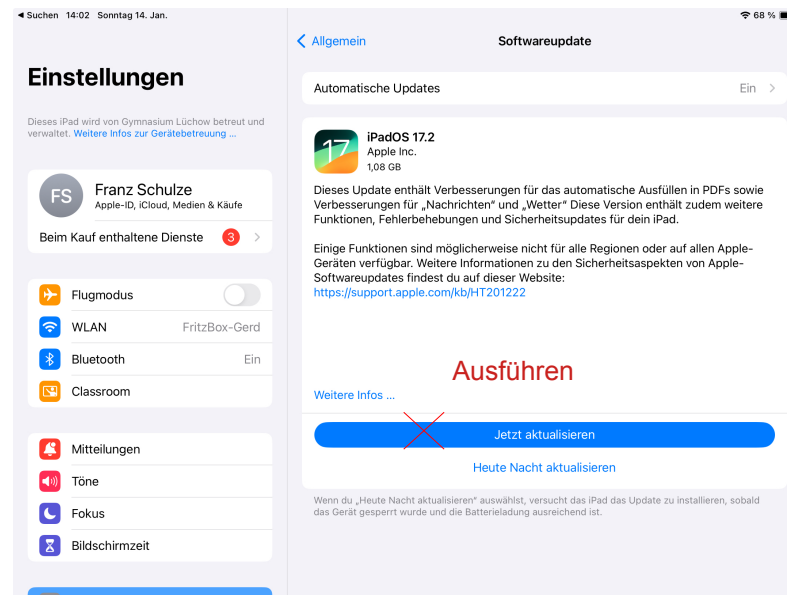 Suchen 14:02 Sonntag 14. Jan.
68 %
Einstellungen
Dieses iPad wird von Gymnasium Lüchow betreut und
verwaltet. Weitere Infos zur Gerätebetreuung ...
FS
Franz Schulze
Apple-ID, iCloud, Medien & Käufe
Beim Kauf enthaltene Dienste 3
Flugmodus
WLAN FritzBox-Gerd
Bluetooth Ein
Classroom
Mitteilungen
Töne
Fokus
Bildschirmzeit
Allgemein
Softwareupdate
Automatische Updates Ein
17
iPadOS 17.2
Apple Inc.
1,08 GB
Dieses Update enthält Verbesserungen für das automatische Ausfüllen in PDFs sowie
Verbesserungen für „Nachrichten“ und „Wetter“ Diese Version enthält zudem weitere
Funktionen, Fehlerbehebungen und Sicherheitsupdates für dein iPad.
Einige Funktionen sind möglicherweise nicht für alle Regionen oder auf allen Apple-
Geräten verfügbar. Weitere Informationen zu den Sicherheitsaspekten von Apple-
Softwareupdates findest du auf dieser Website:
https://support.apple.com/kb/HT201222
Ausführen
Weitere Infos ...
Jetzt aktualisieren
Heute Nacht aktualisieren
Wenn du „Heute Nacht aktualisieren“ auswählst, versucht das iPad das Update zu installieren, sobald
das Gerät gesperrt wurde und die Batterieladung ausreichend ist.